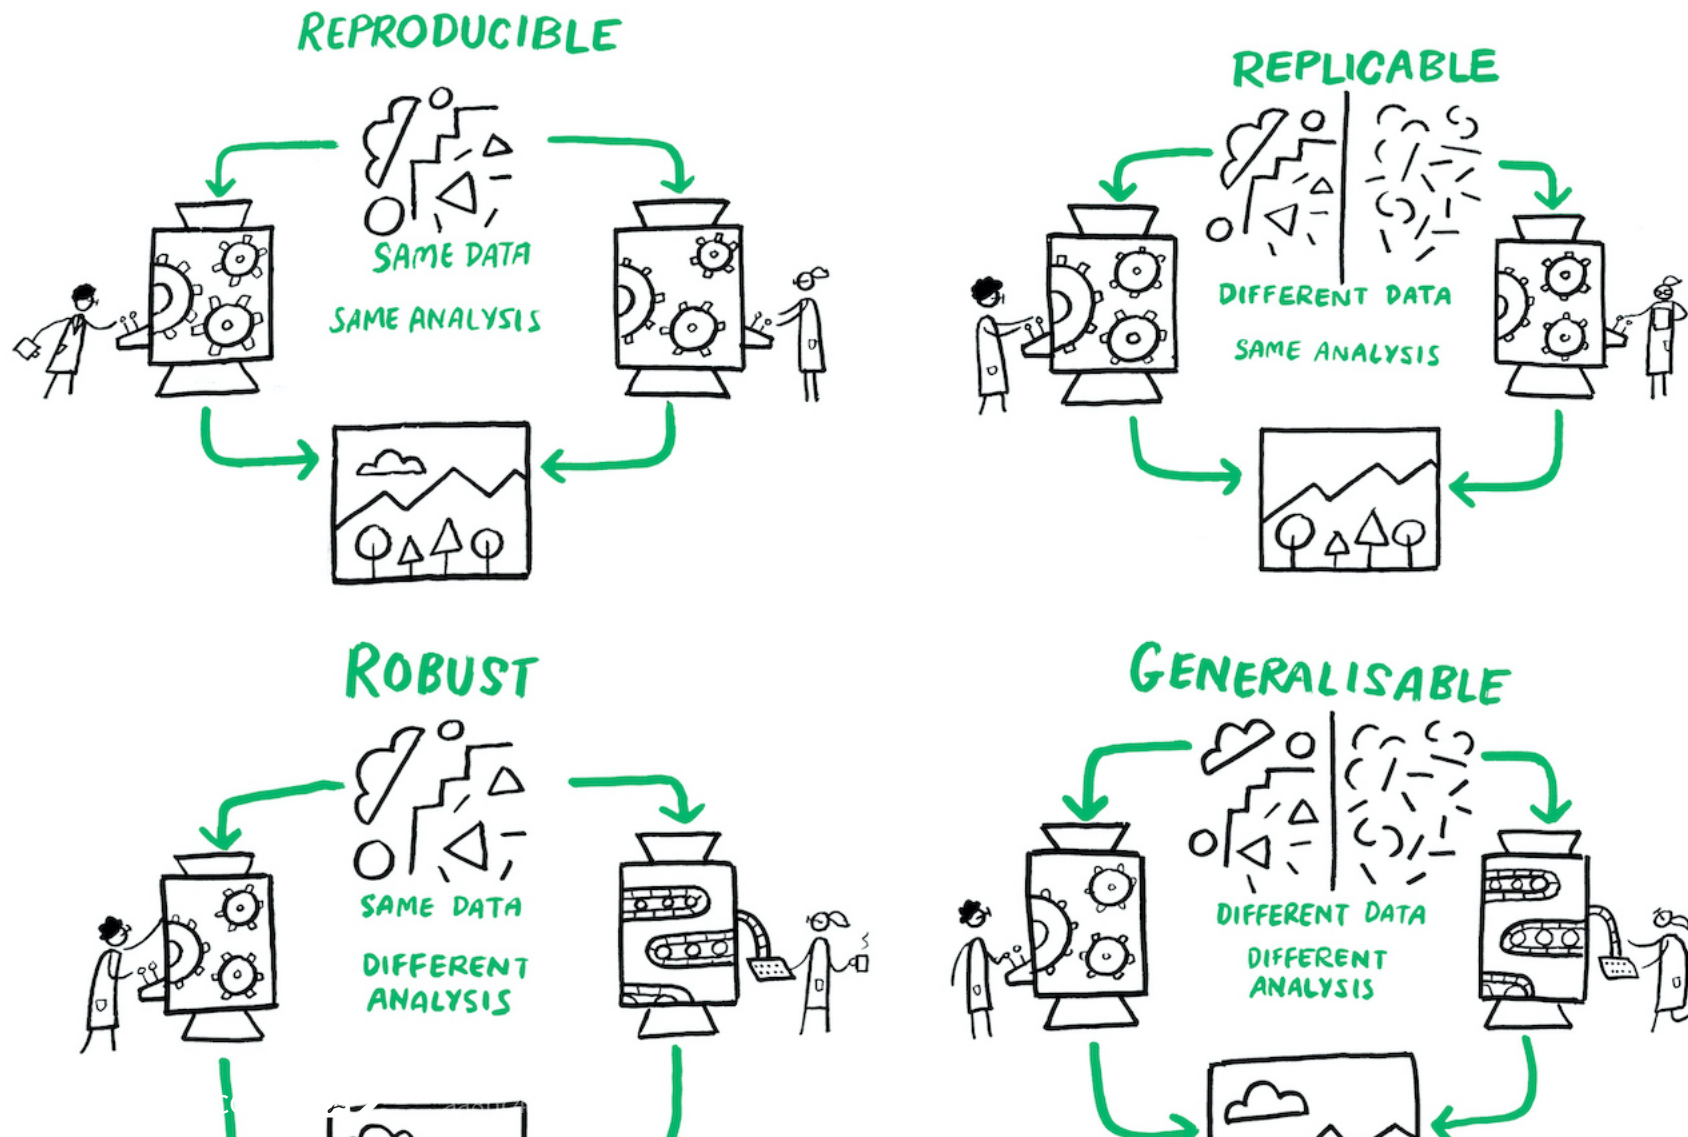 REPRODUCIBLE
SAME DATA
SAME ANALYSIS
REPLICABLE
DIFFERENT DATA
SAME ANALYSIS
ROBUST
SAME DATA
DIFFERENT
ANALYSIS
GENERALISABLE
DIFFERENT DATA
DIFFERENT
ANALYSIS